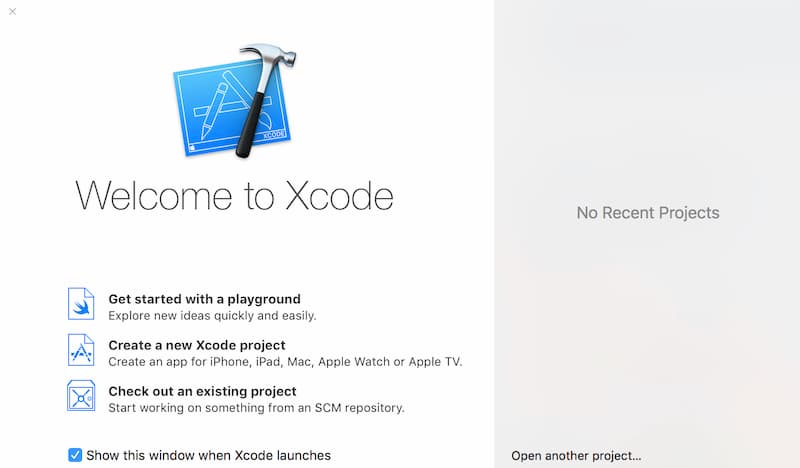 XCODE
Welcome to Xcode
No Recent Projects
Get started with a playground
Explore new ideas quickly and easily.
Create a new Xcode project
Create an app for iPhone, iPad, Mac, Apple Watch or Apple TV.
Check out an existing project
Start working on something from an SCM repository.
Show this window when Xcode launches
Open another project...